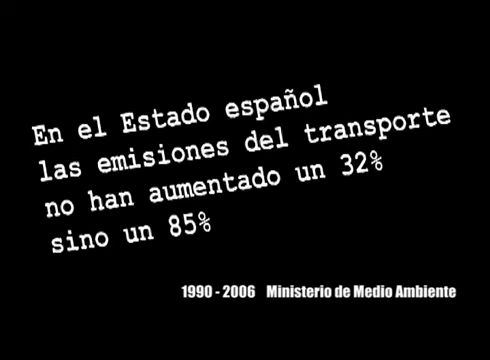 En el Estado español
las emisiones del transporte
no han aumentado un 32%
sino un 85%
1990 - 2006 Ministerio de Medio Ambiente